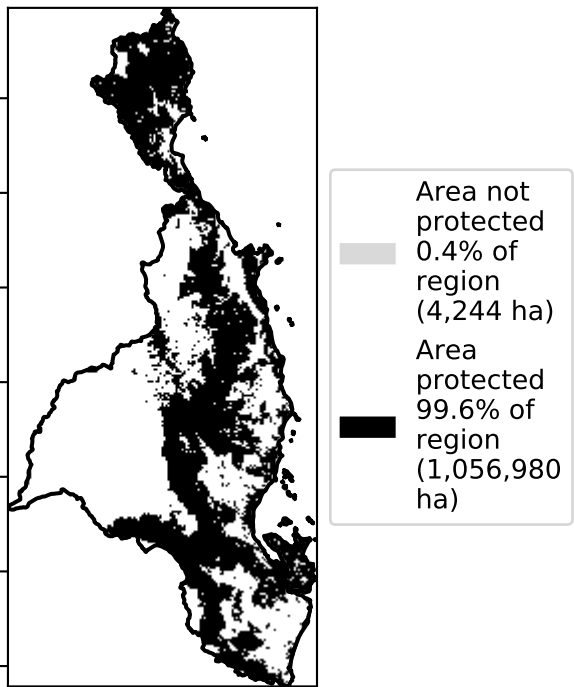 Area not
protected
0.4% of
region
(4,244 ha)
Area
protected
99.6% of
region
(1,056,980
ha)